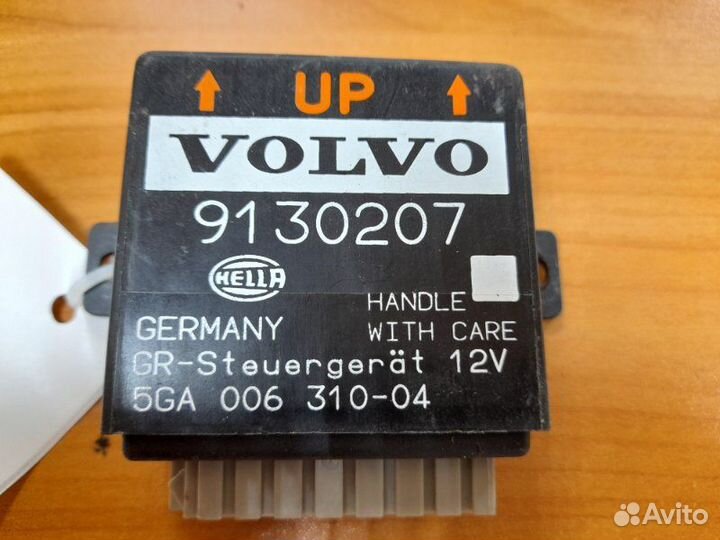 ↑ UP ↑
VOLVO
9130207
HELLA
HANDLE
GERMANY WITH CARE
GR-Steuergerät 12V
5GA 006 310-04
Avito